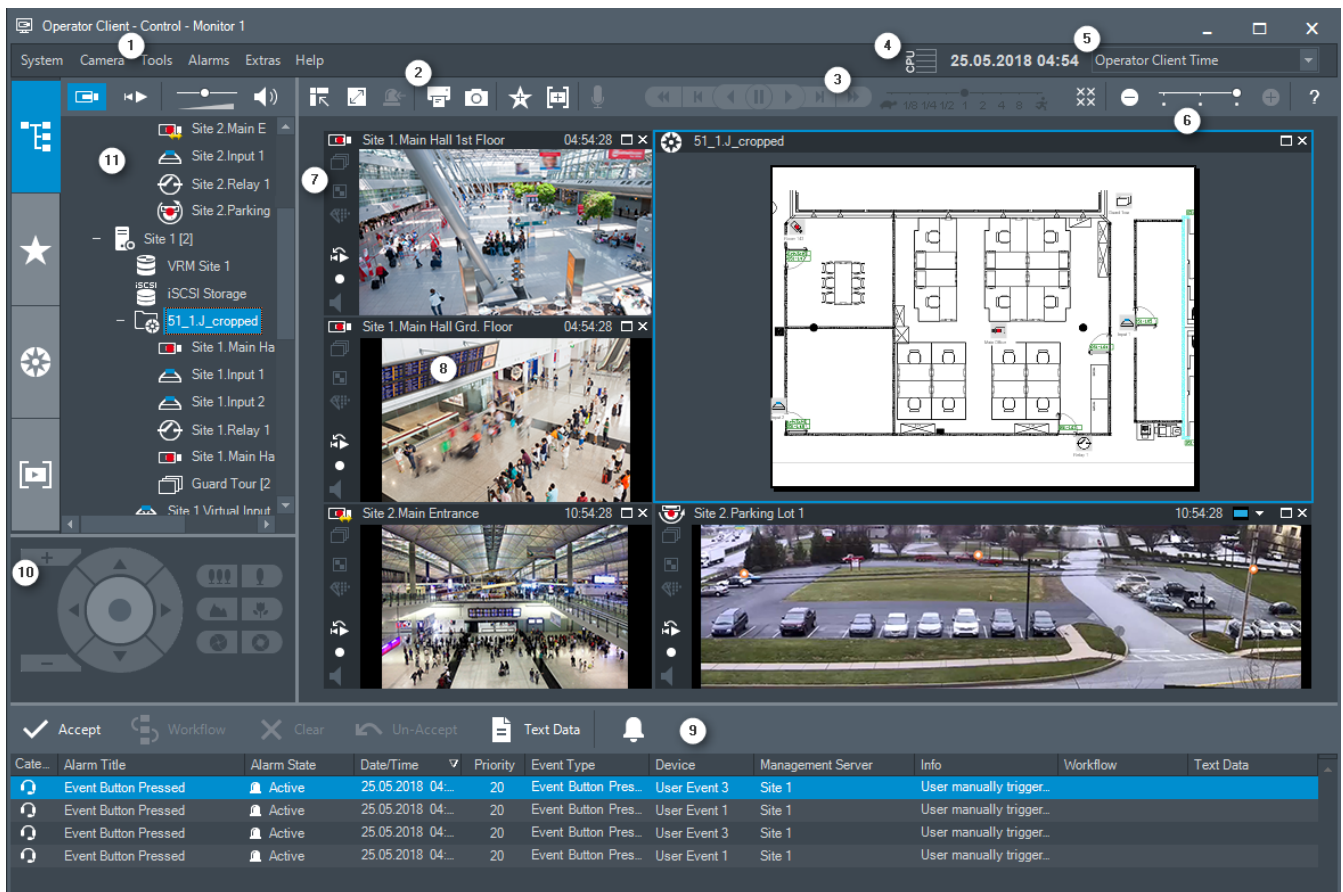 Operator Client - Control - Monitor 1
1
System Camera Tools Alarms Extras Help
4
CPU
25.05.2018 04:54
5
Operator Client Time
2
3
1/8 1/4 1/2 1 2 4 8
6
?
11
Site 2.Main E
Site 2.Input 1
Site 2.Relay 1
Site 2.Parking
Site 1 [2]
VRM Site 1
iSCSI
iSCSI Storage
51_1.J_cropped
Site 1.Main Ha
Site 1.Input 1
Site 1.Input 2
Site 1.Relay 1
Site 1.Main Ha
Guard Tour [2
Site 1.Virtual Input
10
7
Site 1.Main Hall 1st Floor 04:54:28
Site 1.Main Hall Grd. Floor 04:54:28
8
Site 2.Main Entrance 10:54:28
51_1.J_cropped
Guard Tour
Main Office
Input 1
Relay 1
Site 2.Parking Lot 1 10:54:28
Accept Workflow Clear Un-Accept Text Data
9
Cate... Alarm Title Alarm State Date/Time Priority Event Type Device Management Server Info Workflow Text Data
Event Button Pressed Active 25.05.2018 04:... 20 Event Button Pres... User Event 3 Site 1 User manually trigger...
Event Button Pressed Active 25.05.2018 04:... 20 Event Button Pres... User Event 1 Site 1 User manually trigger...
Event Button Pressed Active 25.05.2018 04:... 20 Event Button Pres... User Event 3 Site 1 User manually trigger...
Event Button Pressed Active 25.05.2018 04:... 20 Event Button Pres... User Event 1 Site 1 User manually trigger...